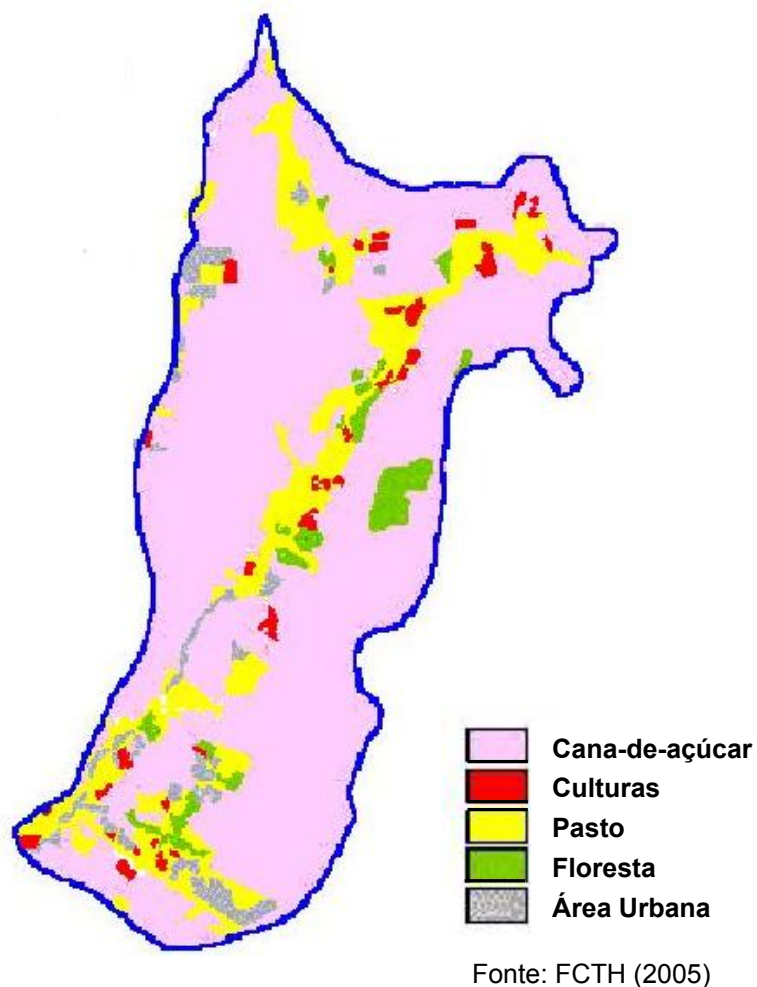 Cana-de-açúcar
Culturas
Pasto
Floresta
Área Urbana
Fonte: FCTH (2005)